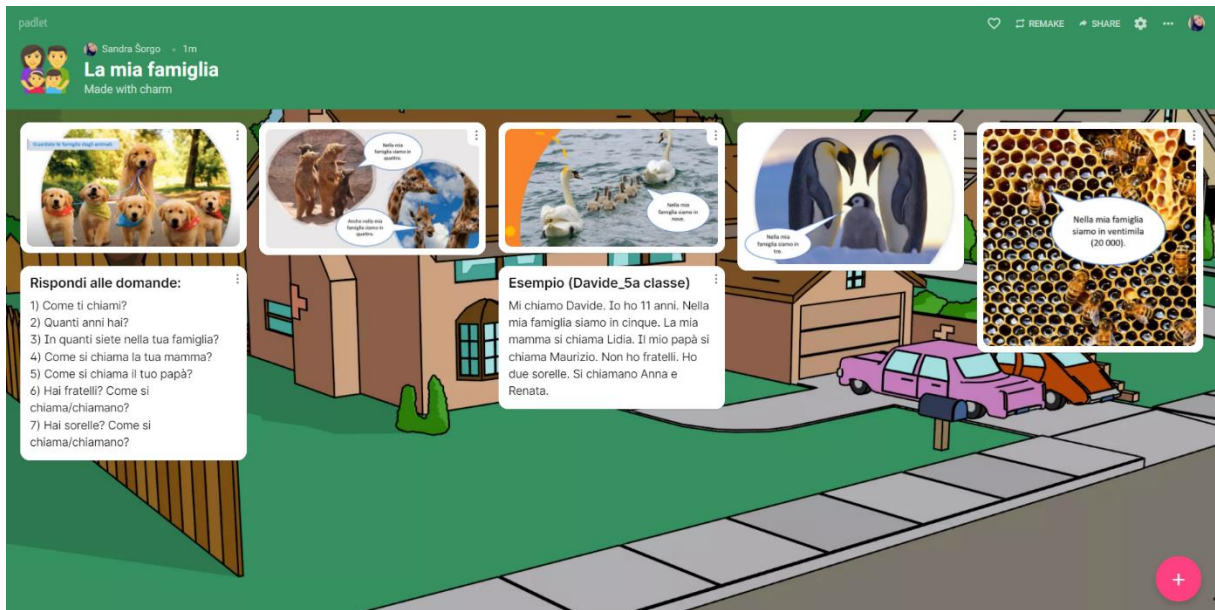 padlet
REMAKE
SHARE
Sandra Šorgo • 1m
La mia famiglia
Made with charm
Guardate le famiglie degli animali.
Nella mia
famiglia siamo in
quattro.
Anche nella mia
famiglia siamo in
quattro.
Nella mia
famiglia siamo in
nove.
Nella mia
famiglia siamo in
tre.
Nella mia famiglia
siamo in ventimila
(20 000).
Rispondi alle domande:
1) Come ti chiami?
2) Quanti anni hai?
3) In quanti siete nella tua famiglia?
4) Come si chiama la tua mamma?
5) Come si chiama il tuo papà?
6) Hai fratelli? Come si
chiama/chiamano?
7) Hai sorelle? Come si
chiama/chiamano?
Esempio (Davide_5a classe)
Mi chiamo Davide. Io ho 11 anni. Nella
mia famiglia siamo in cinque. La mia
mamma si chiama Lidia. Il mio papà si
chiama Maurizio. Non ho fratelli. Ho
due sorelle. Si chiamano Anna e
Renata.